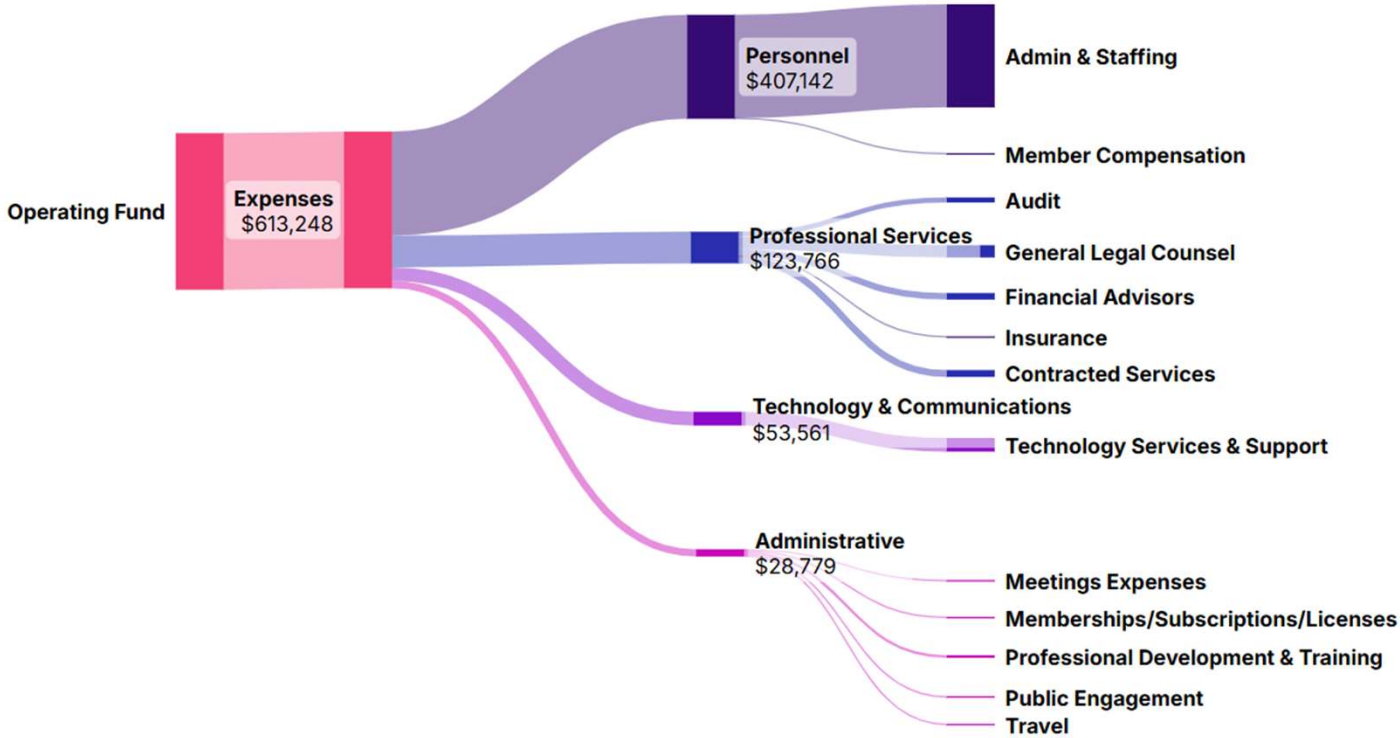 Operating Fund
Expenses
$613,248
Personnel
$407,142
Admin & Staffing
Member Compensation
Professional Services
$123,766
Audit
General Legal Counsel
Financial Advisors
Insurance
Contracted Services
Technology & Communications
$53,561
Technology Services & Support
Administrative
$28,779
Meetings Expenses
Memberships/Subscriptions/Licenses
Professional Development & Training
Public Engagement
Travel